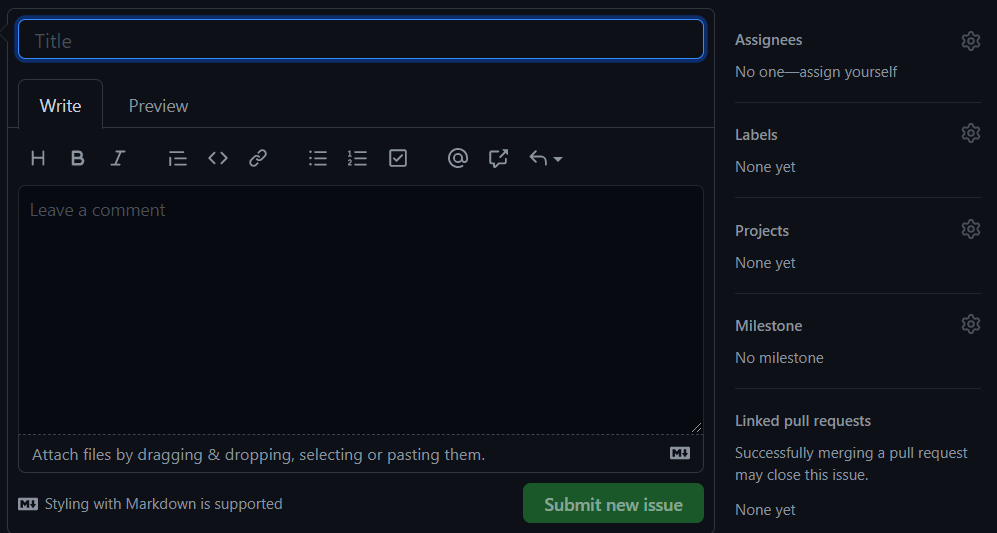 Title
Write Preview
H B I @
Leave a comment
Attach files by dragging & dropping, selecting or pasting them.
Styling with Markdown is supported
Submit new issue
Assignees
No one—assign yourself
Labels
None yet
Projects
None yet
Milestone
No milestone
Linked pull requests
Successfully merging a pull request
may close this issue.
None yet